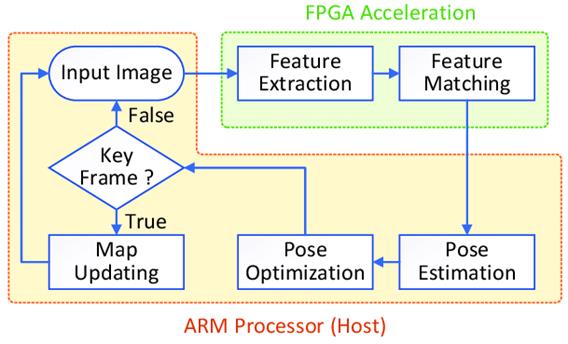 FPGA Acceleration
Input Image
Feature
Extraction
Feature
Matching
False
Key
Frame ?
True
Map
Updating
Pose
Optimization
Pose
Estimation
ARM Processor (Host)